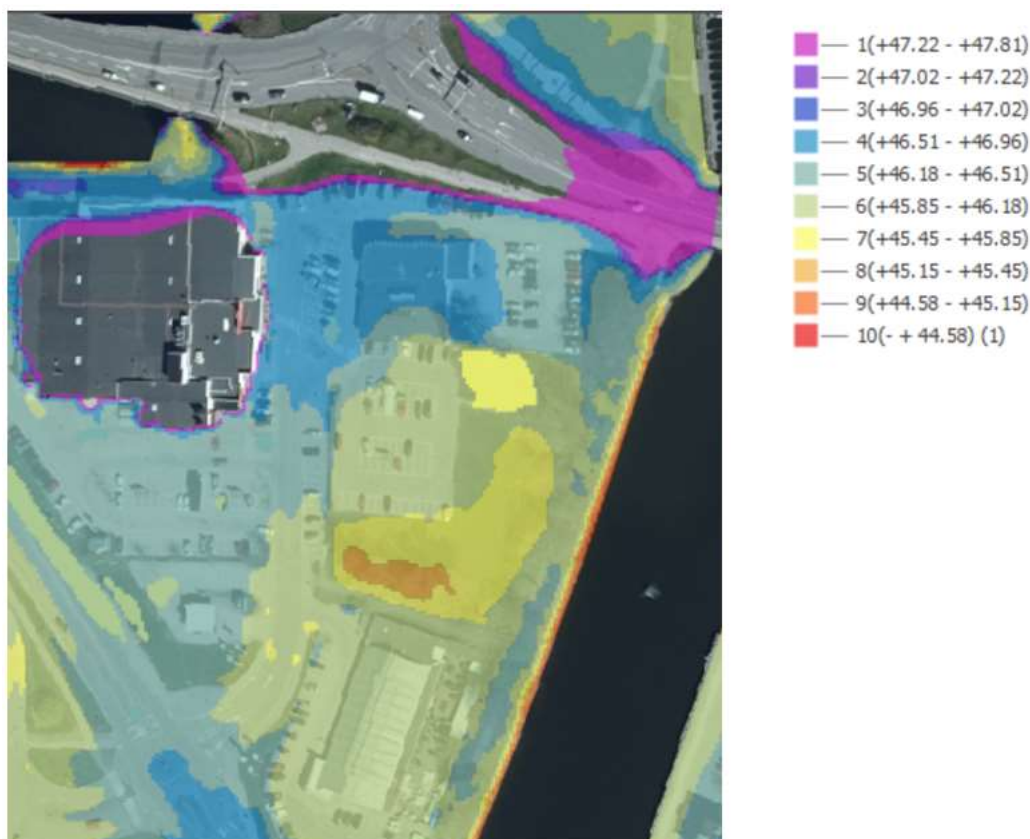 1(+47.22 - +47.81)
2(+47.02 - +47.22)
3(+46.96 - +47.02)
4(+46.51 - +46.96)
5(+46.18 - +46.51)
6(+45.85 - +46.18)
7(+45.45 - +45.85)
8(+45.15 - +45.45)
9(+44.58 - +45.15)
10(- + 44.58) (1)